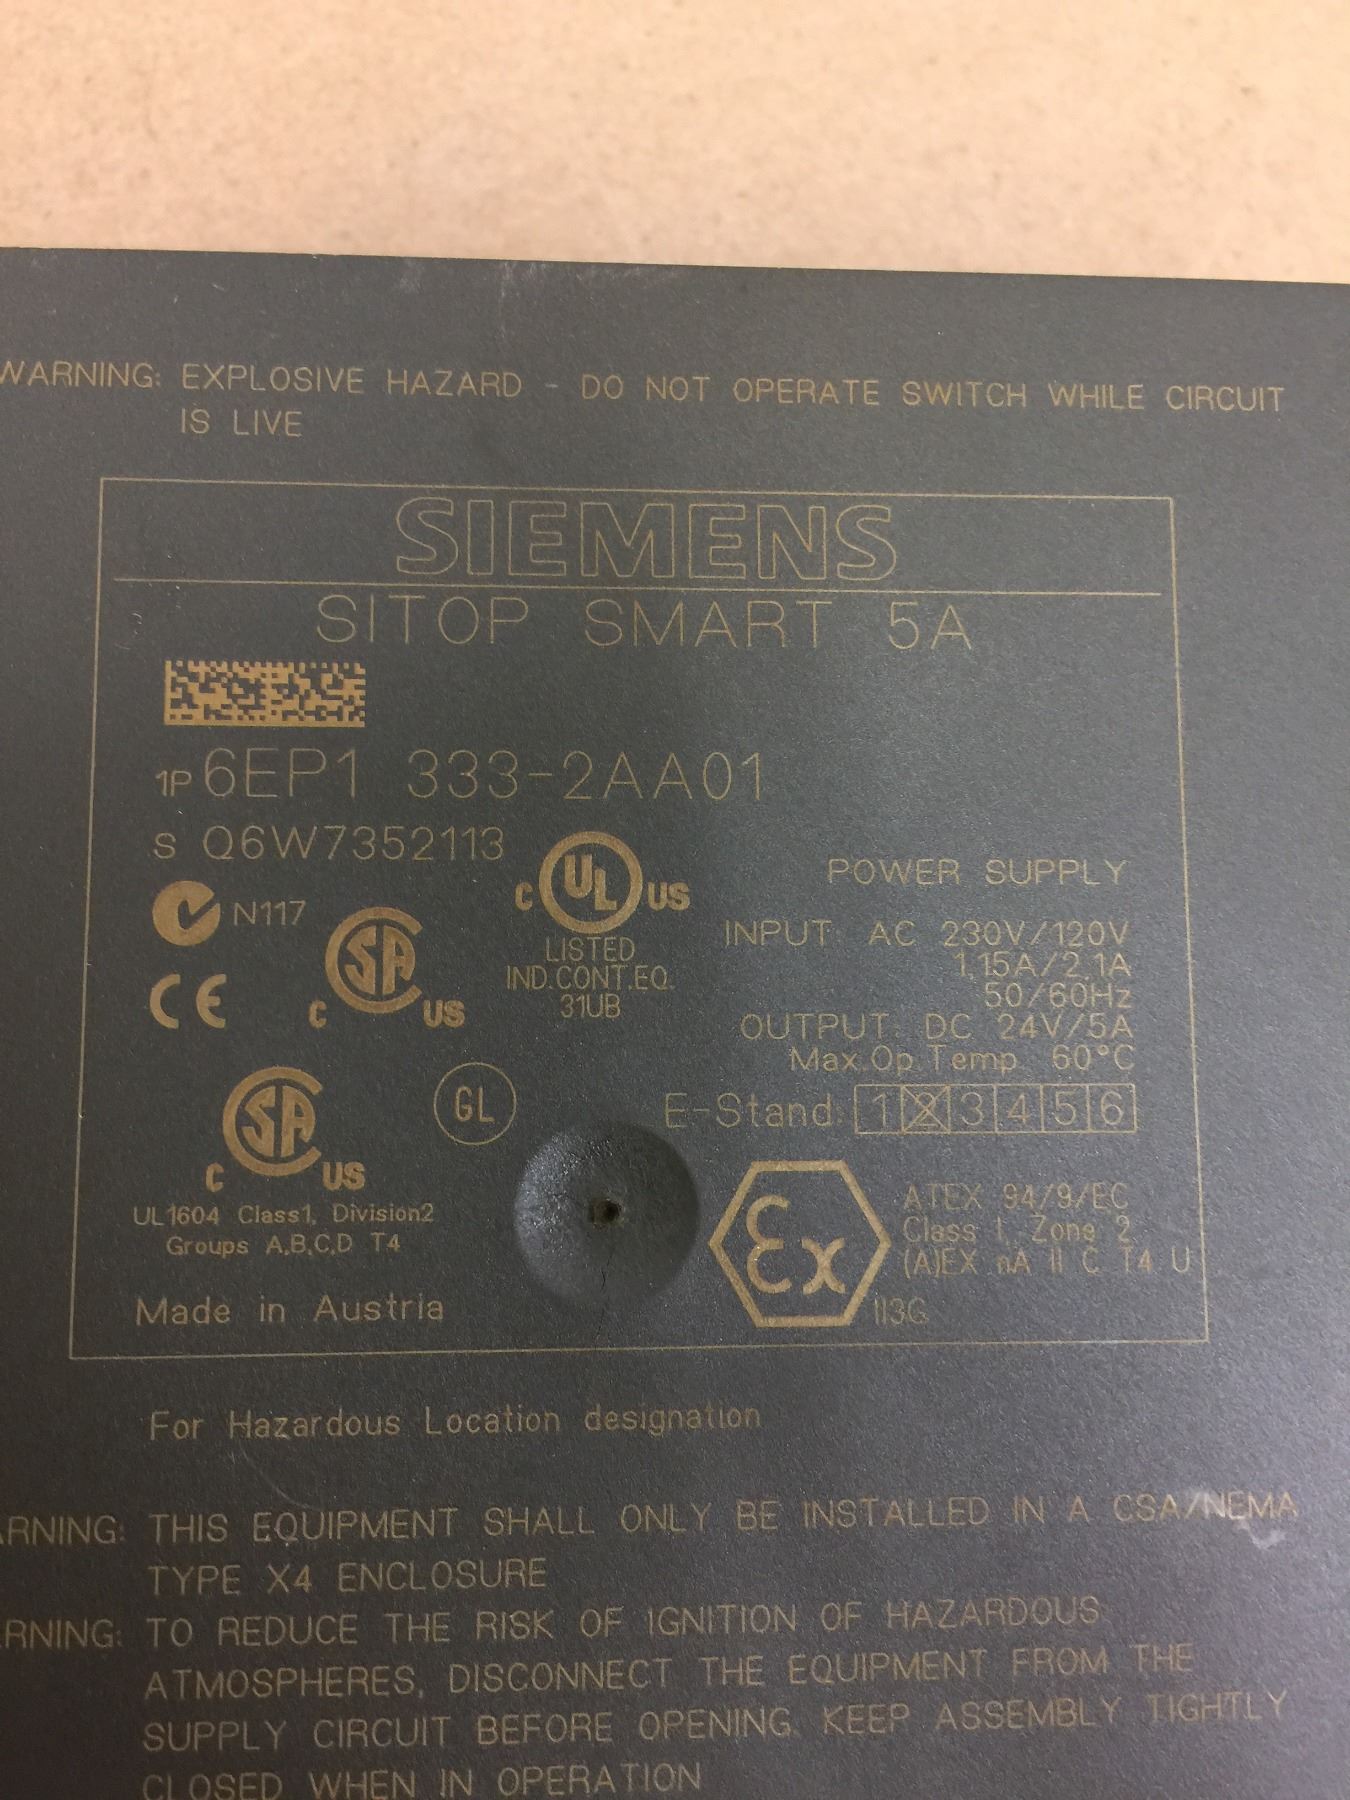 WARNING: EXPLOSIVE HAZARD - DO NOT OPERATE SWITCH WHILE CIRCUIT
IS LIVE
SIEMENS
SITOP SMART 5A
1P 6EP1 333-2AA01
S Q6W7352113
N117
CE
C SA US
C UL US
LISTED
IND.CONT.EQ.
31UB
POWER SUPPLY
INPUT: AC 230V/120V
1,15A/2,1A
50/60Hz
OUTPUT: DC 24V/5A
Max.Op.Temp. 60°C
E-Stand: 1 2 3 4 5 6
C SA US
GL
UL1604 Class1, Division2
Groups A,B,C,D T4
Made in Austria
Ex
II3G
ATEX 94/9/EC
Class I, Zone 2,
(A)EX nA II C T4 U
For Hazardous Location designation
ARNING: THIS EQUIPMENT SHALL ONLY BE INSTALLED IN A CSA/NEMA
TYPE X4 ENCLOSURE
RNING: TO REDUCE THE RISK OF IGNITION OF HAZARDOUS
ATMOSPHERES, DISCONNECT THE EQUIPMENT FROM THE
SUPPLY CIRCUIT BEFORE OPENING. KEEP ASSEMBLY TIGHTLY
CLOSED WHEN IN OPERATION